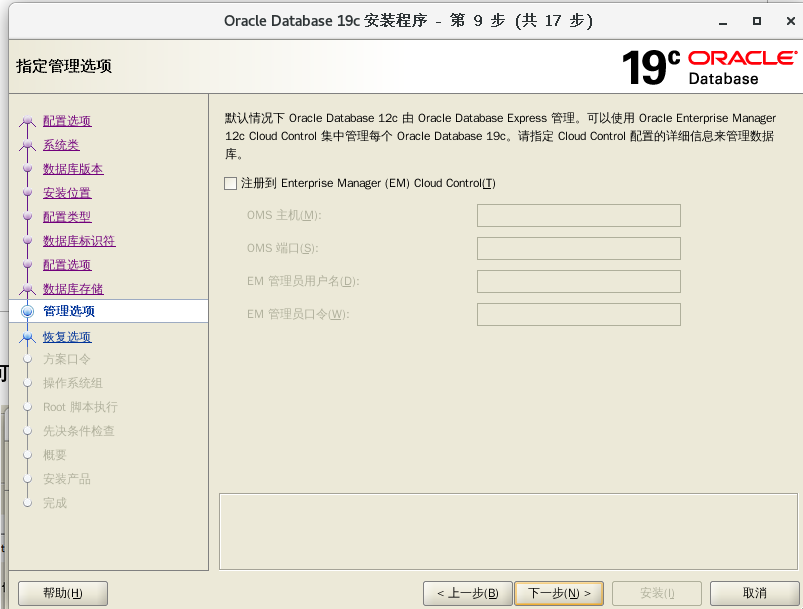 Oracle Database 19c 安装程序 - 第 9 步 (共 17 步)
指定管理选项
19c ORACLE
Database
配置选项
系统类
数据库版本
安装位置
配置类型
数据库标识符
配置选项
数据库存储
管理选项
恢复选项
方案口令
操作系统组
Root 脚本执行
先决条件检查
概要
安装产品
完成
默认情况下 Oracle Database 12c 由 Oracle Database Express 管理。可以使用 Oracle Enterprise Manager
12c Cloud Control 集中管理每个 Oracle Database 19c。请指定 Cloud Control 配置的详细信息来管理数据
库。
注册到 Enterprise Manager (EM) Cloud Control(T)
OMS 主机(M):
OMS 端口(S):
EM 管理员用户名(D):
EM 管理员口令(W):
帮助(H)
< 上一步(B)
下一步(N) >
安装(I)
取消